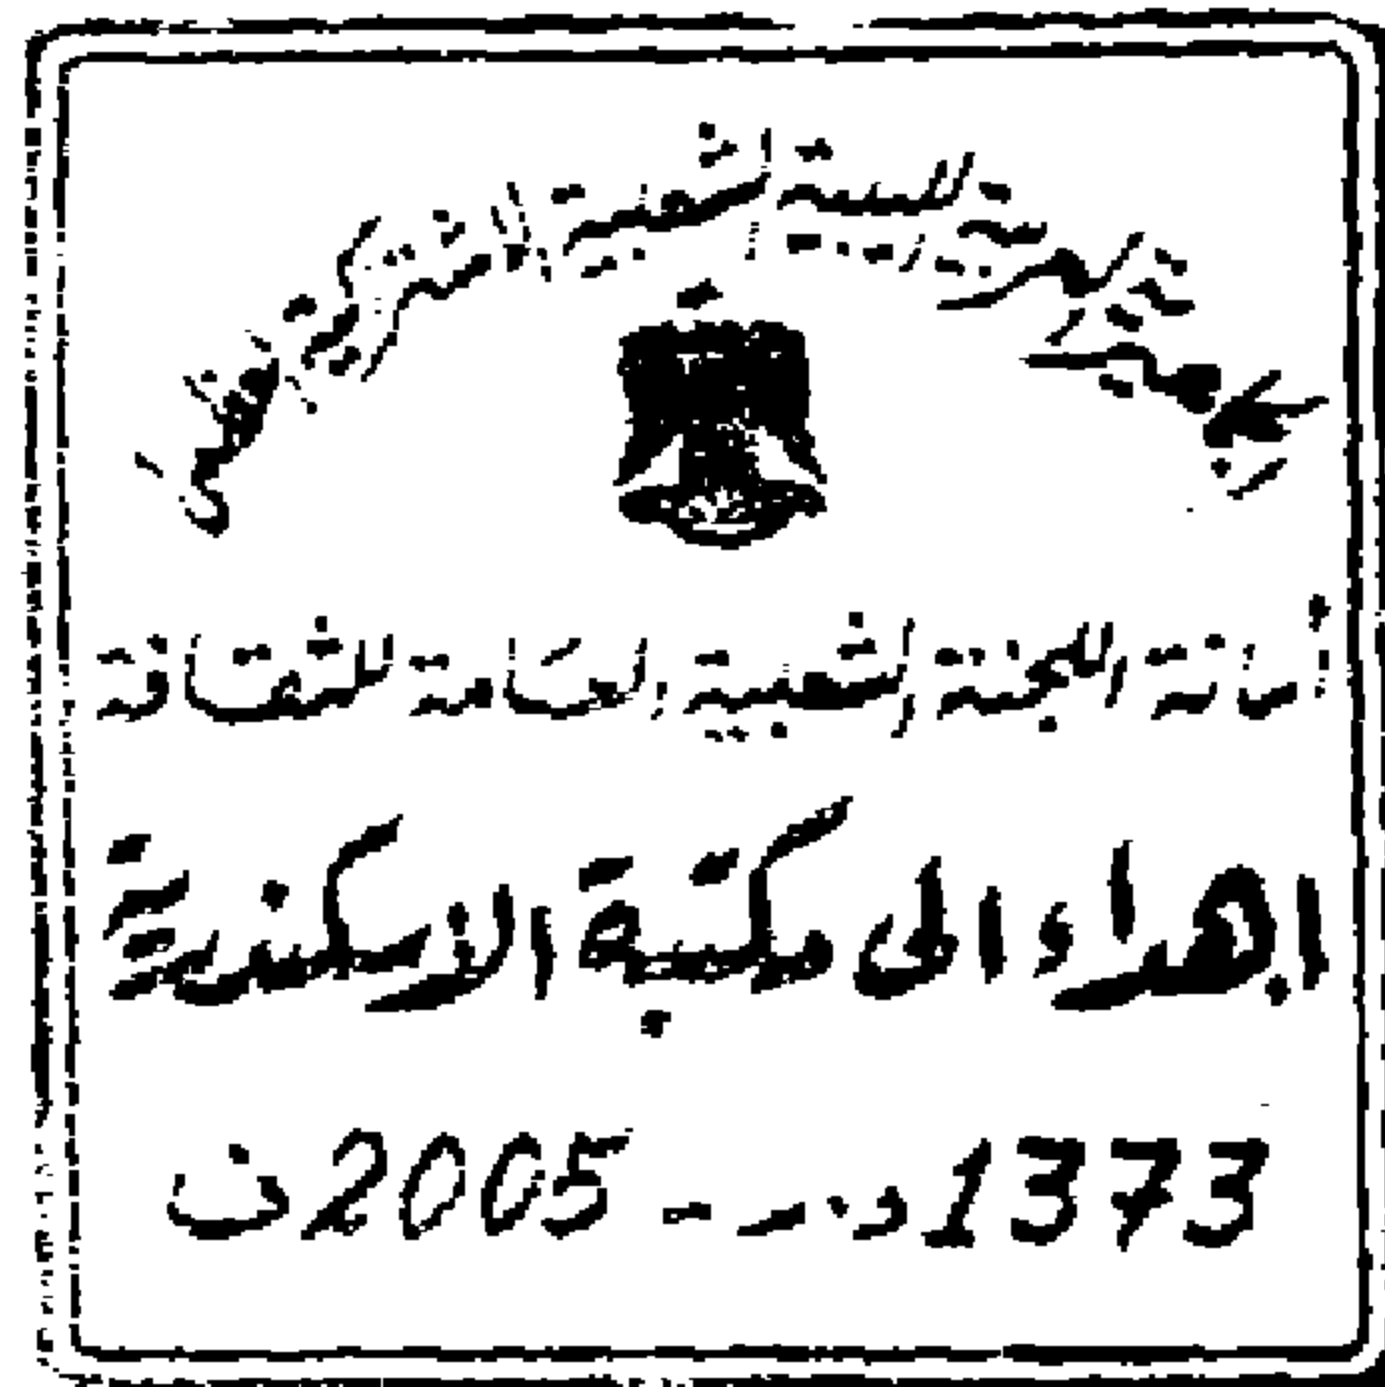 الجماهيرية العربية الليبية الشعبية الاشتراكية العظمى
أمانة اللجنة الشعبية العامة للثقافة
اهداء الى مكتبة الاسكندرية
1373 و.ر - 2005 ف